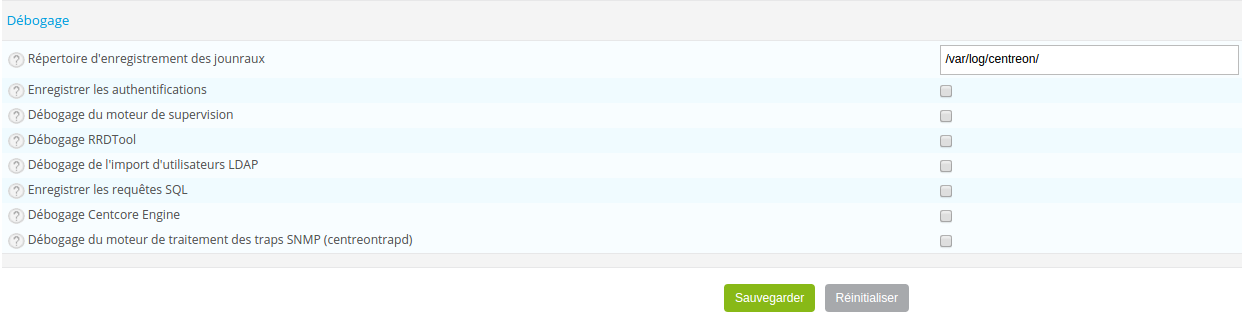 Débogage
Répertoire d'enregistrement des jounraux /var/log/centreon/
Enregistrer les authentifications
Débogage du moteur de supervision
Débogage RRDTool
Débogage de l'import d'utilisateurs LDAP
Enregistrer les requêtes SQL
Débogage Centcore Engine
Débogage du moteur de traitement des traps SNMP (centreontrapd)
Sauvegarder Réinitialiser